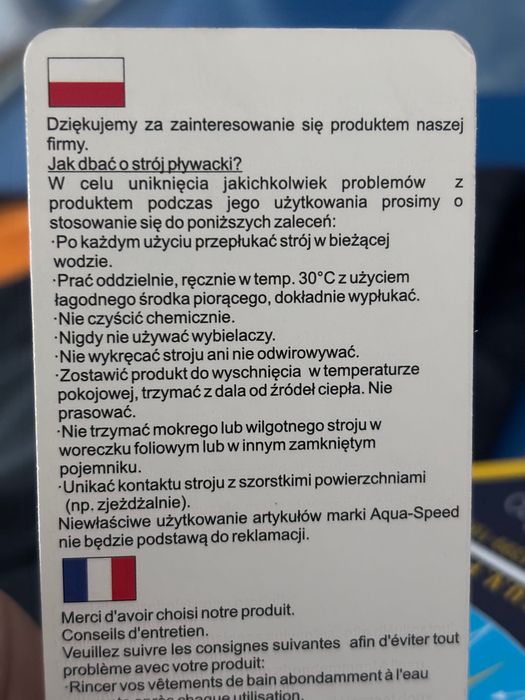 Dziękujemy za zainteresowanie się produktem naszej
firmy.
Jak dbać o strój pływacki?
W celu uniknięcia jakichkolwiek problemów z
produktem podczas jego użytkowania prosimy o
stosowanie się do poniższych zaleceń:
·Po każdym użyciu przepłukać strój w bieżącej
wodzie.
·Prać oddzielnie, ręcznie w temp. 30°C z użyciem
łagodnego środka piorącego, dokładnie wypłukać.
·Nie czyścić chemicznie.
·Nigdy nie używać wybielaczy.
·Nie wykręcać stroju ani nie odwirowywać.
·Zostawić produkt do wyschnięcia w temperaturze
pokojowej, trzymać z dala od źródeł ciepła. Nie
prasować.
·Nie trzymać mokrego lub wilgotnego stroju w
woreczku foliowym lub w innym zamkniętym
pojemniku.
·Unikać kontaktu stroju z szorstkimi powierzchniami
(np. zjeżdżalnie).
Niewłaściwe użytkowanie artykułów marki Aqua-Speed
nie będzie podstawą do reklamacji.
Merci d'avoir choisi notre produit.
Conseils d'entretien.
Veuillez suivre les consignes suivantes afin d'éviter tout
problème avec votre produit:
·Rincer vos vêtements de bain abondamment à l'eau
après chaque utilisation.